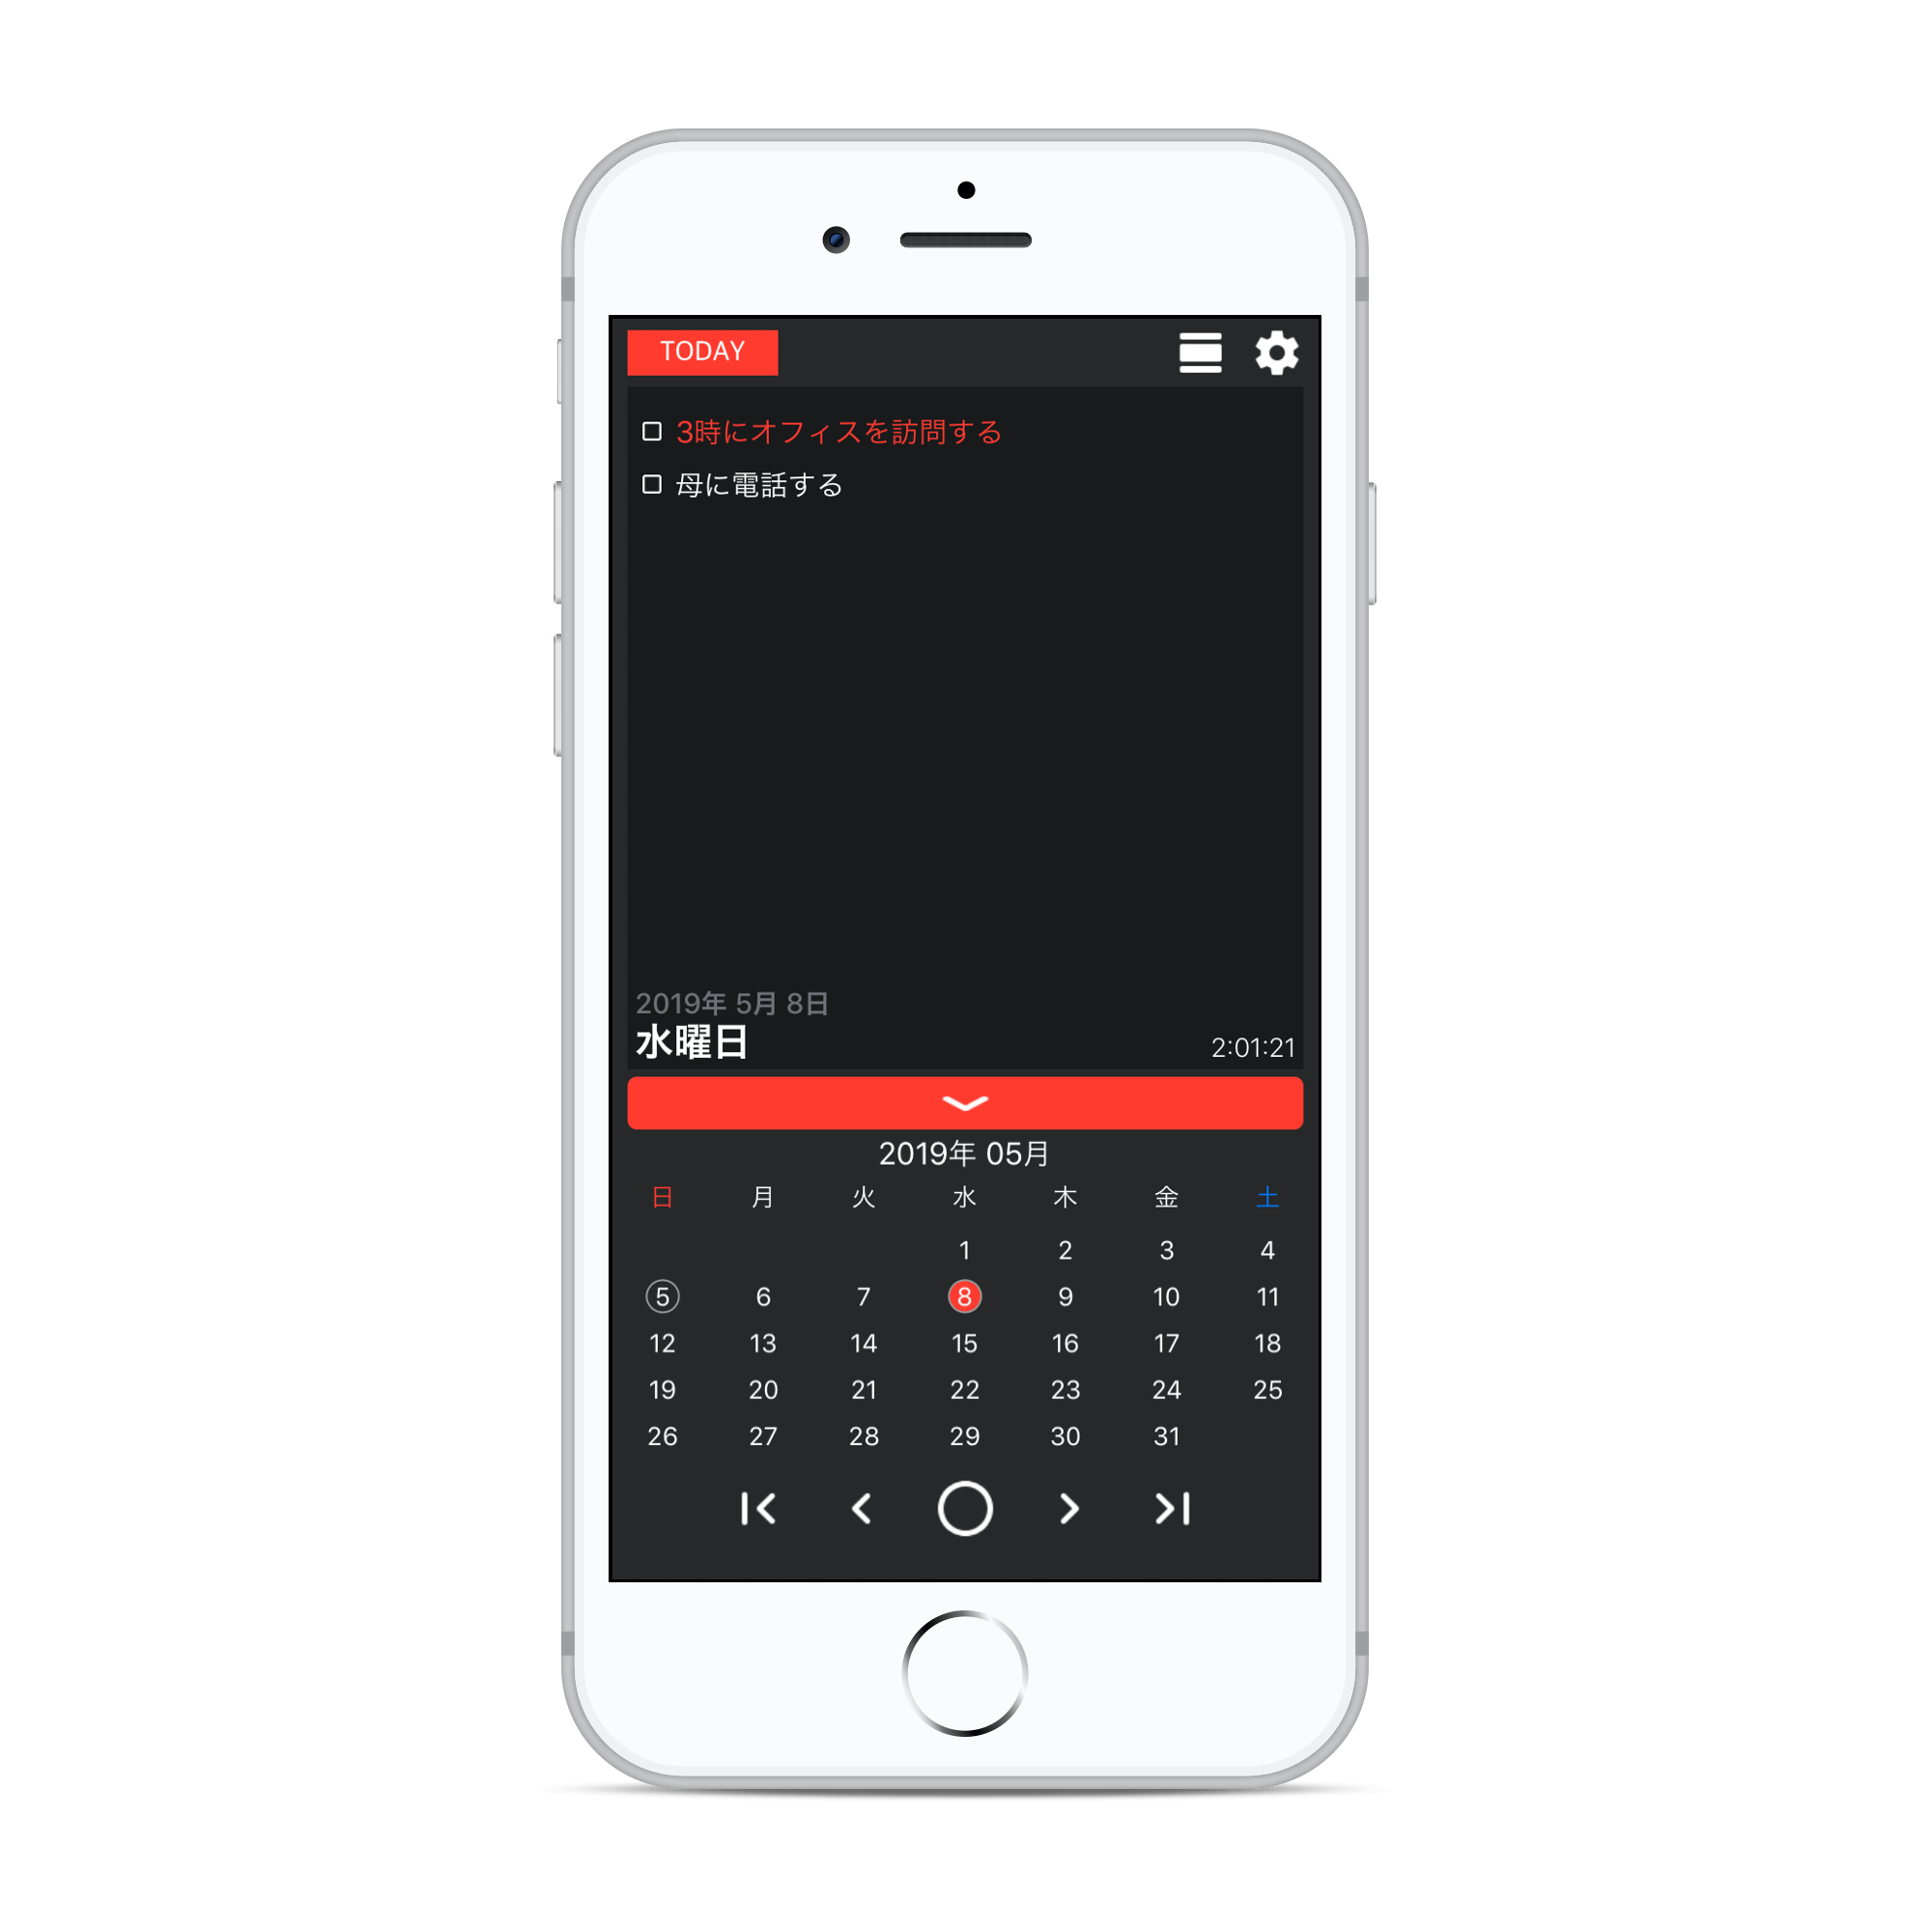 TODAY
3時にオフィスを訪問する
母に電話する
2019年 5月 8日
水曜日 2:01:21
2019年 05月
日 月 火 水 木 金 土
1 2 3 4
5 6 7 8 9 10 11
12 13 14 15 16 17 18
19 20 21 22 23 24 25
26 27 28 29 30 31